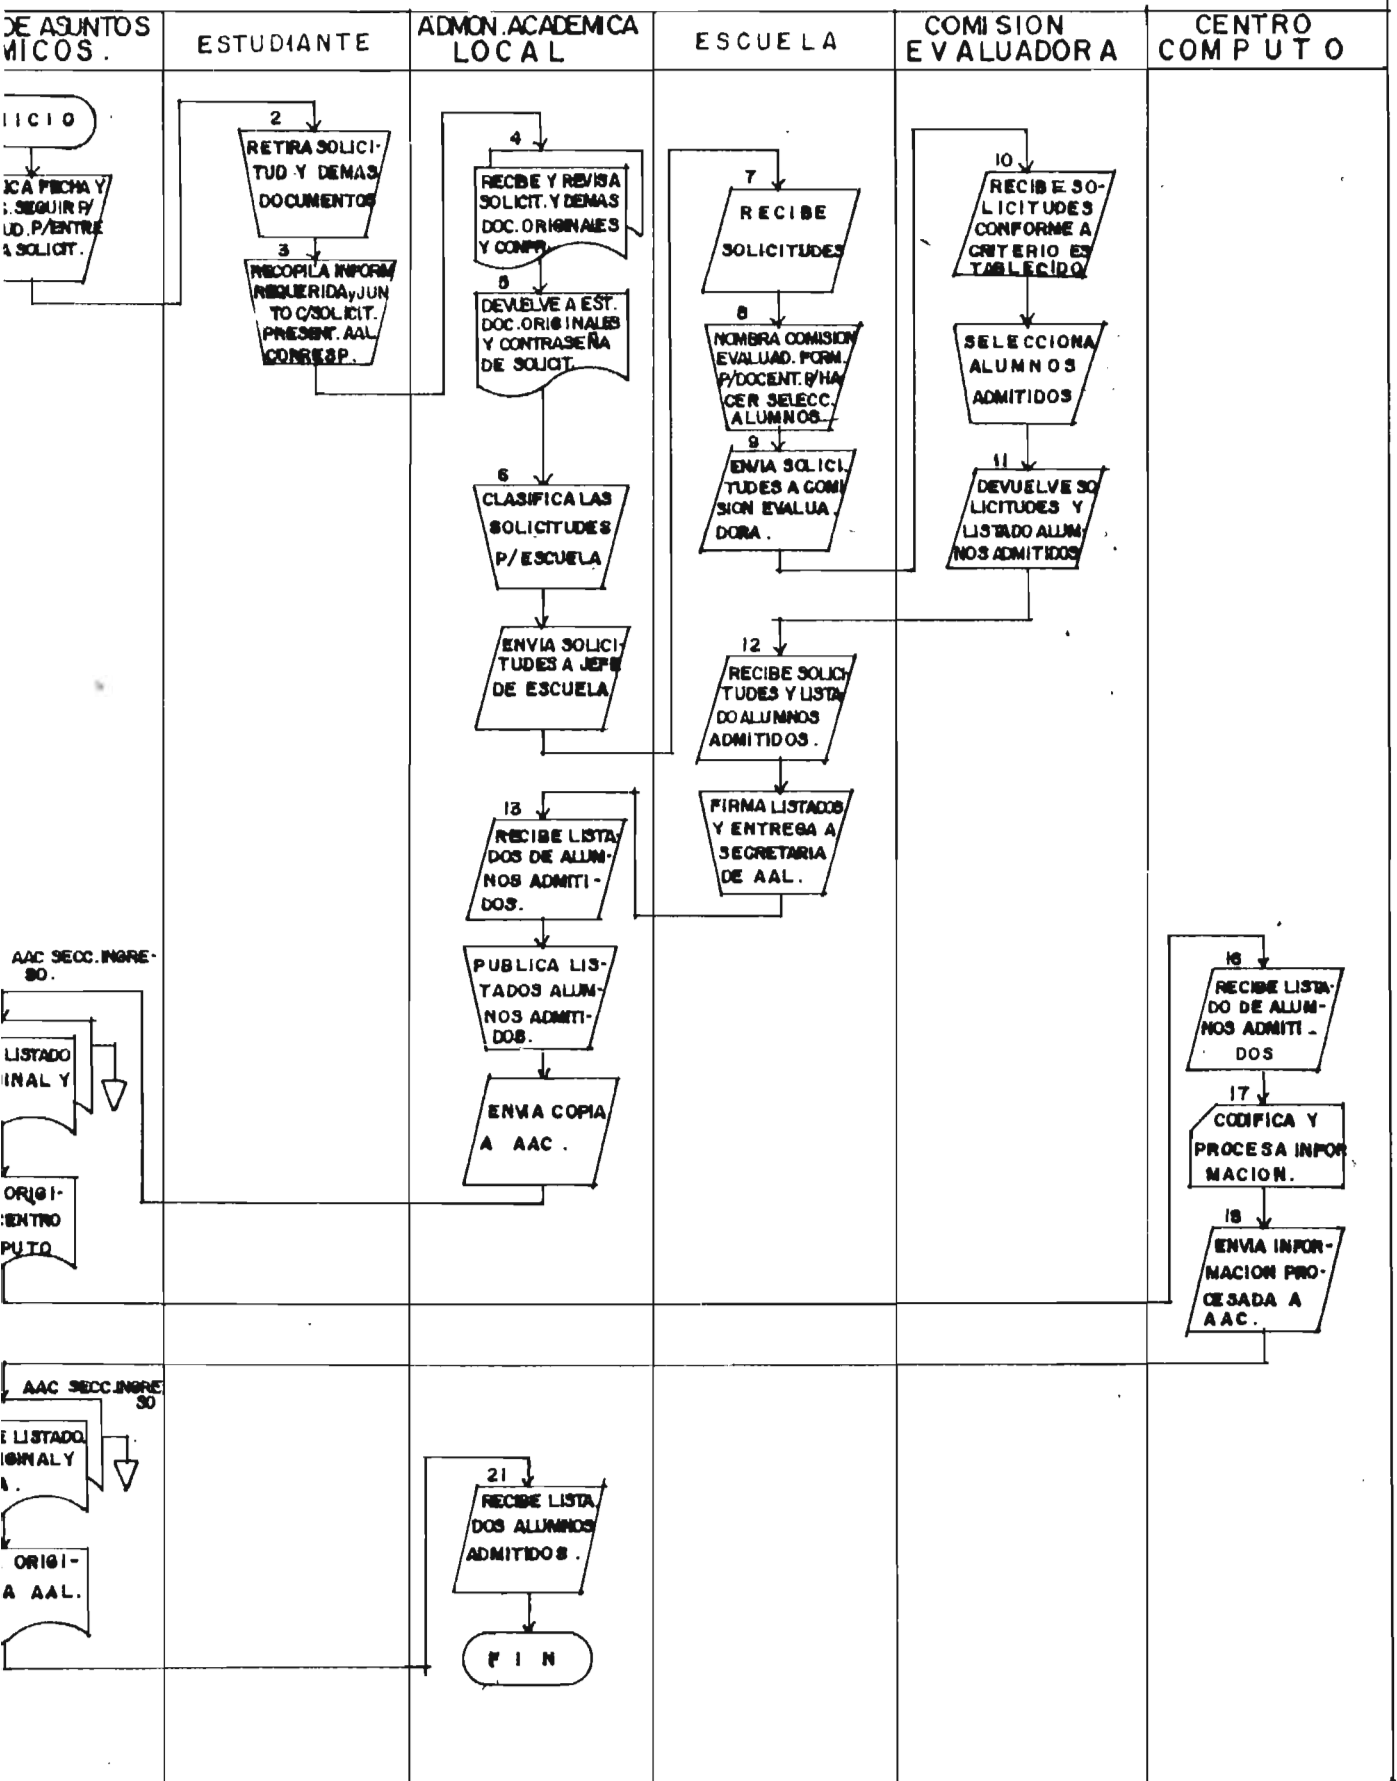 DE ASUNTOS
MICOS.
ESTUDIANTE
ADMON. ACADEMICA
LOCAL
ESCUELA
COMISION
EVALUADORA
CENTRO
COMPUTO
ICIO
ICA FECHA Y
. SEGUIR P/
UD. P/ENTRE
A SOLICIT.
2
RETIRA SOLICI-
TUD Y DEMAS
DOCUMENTOS
3
RECOPILA INFORM
REQUERIDA y JUN
TO C/SOLICIT.
PRESENT. AAL
CORRESP.
4
RECIBE Y REVISA
SOLICIT. Y DEMAS
DOC. ORIGINALES
Y COMPR.
5
DEVUELVE A EST.
DOC. ORIGINALES
Y CONTRASEÑA
DE SOLICIT.
6
CLASIFICA LAS
SOLICITUDES
P/ ESCUELA
ENVIA SOLICI-
TUDES A JEFE
DE ESCUELA
7
RECIBE
SOLICITUDES
8
NOMBRA COMISION
EVALUAD. FORM.
P/DOCENT. P/HA
CER SELECC.
ALUMNOS
9
ENVIA SOLICI.
TUDES A COMI
SION EVALUA.
DORA.
10
RECIBE SO-
LICITUDES
CONFORME A
CRITERIO ES
TABLECIDO
SELECCIONA
ALUMNOS
ADMITIDOS
11
DEVUELVE SO
LICITUDES Y
LISTADO ALUM-
NOS ADMITIDOS
12
RECIBE SOLICI-
TUDES Y LISTA-
DO ALUMNOS
ADMITIDOS.
FIRMA LISTADOS
Y ENTREGA A
SECRETARIA
DE AAL.
13
RECIBE LISTA-
DOS DE ALUM-
NOS ADMITI-
DOS.
PUBLICA LIS-
TADOS ALUM-
NOS ADMITI-
DOS.
ENVIA COPIA
A AAC.
AAC SECC. INGRE-
SO.
LISTADO
INAL Y
ORIGI-
CENTRO
PUTO
16
RECIBE LISTA-
DO DE ALUM-
NOS ADMITI-
DOS
17
CODIFICA Y
PROCESA INFOR
MACION.
18
ENVIA INFOR-
MACION PRO-
CESADA A
AAC.
AAC SECC. INGRE
SO
E LISTADO
IGINAL Y
A.
ORIGI-
A AAL.
21
RECIBE LISTA
DOS ALUMNOS
ADMITIDOS.
FIN